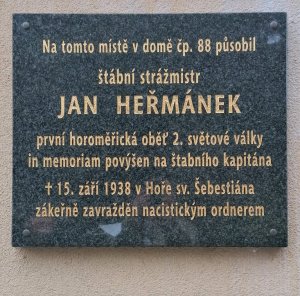 Na tomto místě v domě čp. 88 působil
štábní strážmistr
JAN HEŘMÁNEK
první horoměřická oběť 2. světové války
in memoriam povýšen na štabního kapitána
† 15. září 1938 v Hoře sv. Šebestiána
zákeřně zavražděn nacistickým ordnerem